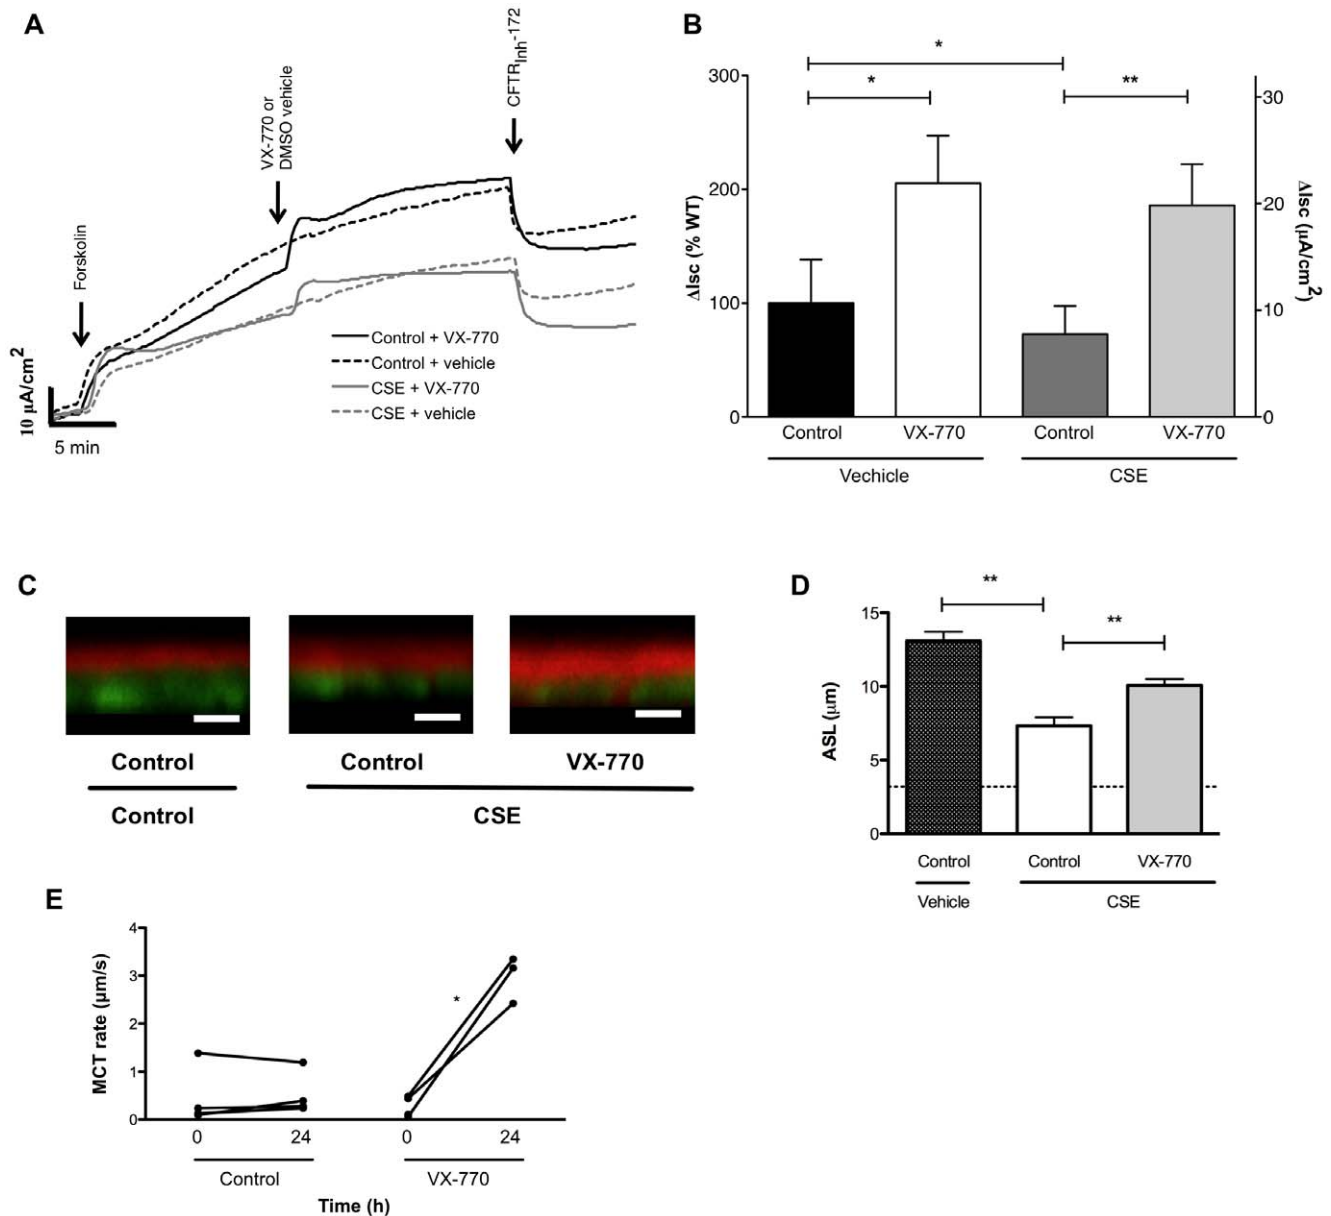 A
Forskolin
VX-770 or
DMSO vehicle
CFTRInh-172
Control + VX-770
Control + vehicle
CSE + VX-770
CSE + vehicle
10 µA/cm2
5 min
B
*
*
**
300
200
100
0
30
20
10
0
ΔIsc (% WT)
ΔIsc (µA/cm2)
Control
VX-770
Control
VX-770
Vechicle
CSE
C
Control
Control
VX-770
Control
CSE
D
**
**
15
10
5
0
ASL (µm)
Control
Control
VX-770
Vehicle
CSE
E
4
3
2
1
0
MCT rate (µm/s)
*
0
24
0
24
Control
VX-770
Time (h)